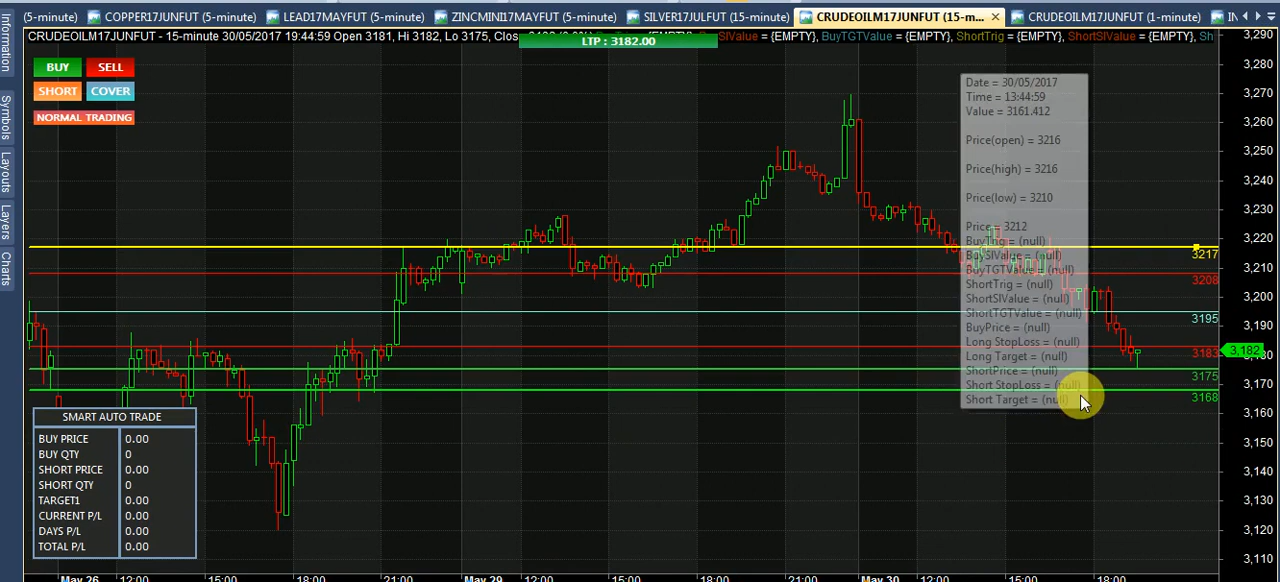 (5-minute) COPPER17JUNFUT (5-minute) LEAD17MAYFUT (5-minute) ZINCMINI17MAYFUT (5-minute) SILVER17JULFUT (15-minute) CRUDEOILM17JUNFUT (15-m... × CRUDEOILM17JUNFUT (1-minute)
Information
Symbols
Layouts
Layers
Charts
CRUDEOILM17JUNFUT - 15-minute 30/05/2017 19:44:59 Open 3181, Hi 3182, Lo 3175, Close
= {EMPTY}, BuyTGTValue = {EMPTY}, ShortTrig = {EMPTY}, ShortSlValue = {EMPTY},
LTP : 3182.00
BUY SELL
SHORT COVER
NORMAL TRADING
Date = 30/05/2017
Time = 13:44:59
Value = 3161.412
Price(open) = 3216
Price(high) = 3216
Price(low) = 3210
Price = 3212
BuyTrig = (null)
BuySlValue = (null)
BuyTGTValue = (null)
ShortTrig = (null)
ShortSlValue = (null)
ShortTGTValue = (null)
BuyPrice = (null)
Long StopLoss = (null)
Long Target = (null)
ShortPrice = (null)
Short StopLoss = (null)
Short Target = (null)
3217
3208
3195
3183
3175
3168
3,290
3,280
3,270
3,260
3,250
3,240
3,230
3,220
3,210
3,200
3,190
3,182
3,180
3,170
3,160
3,150
3,140
3,130
3,120
3,110
SMART AUTO TRADE
BUY PRICE 0.00
BUY QTY 0
SHORT PRICE 0.00
SHORT QTY 0
TARGET1 0.00
CURRENT P/L 0.00
DAYS P/L 0.00
TOTAL P/L 0.00
May 26 12:00 15:00 18:00 21:00 May 29 12:00 15:00 18:00 21:00 May 30 12:00 15:00 18:00